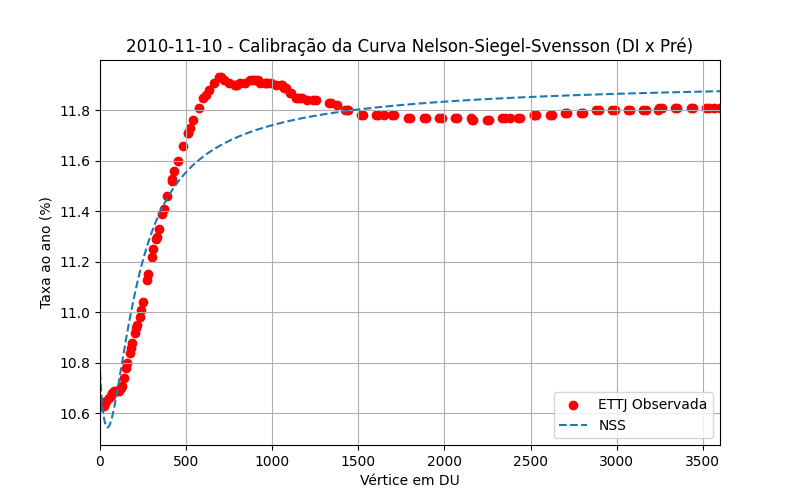 2010-11-10 - Calibração da Curva Nelson-Siegel-Svensson (DI x Pré)
Taxa ao ano (%)
11.8
11.6
11.4
11.2
11.0
10.8
10.6
0 500 1000 1500 2000 2500 3000 3500
Vértice em DU
ETTJ Observada
NSS